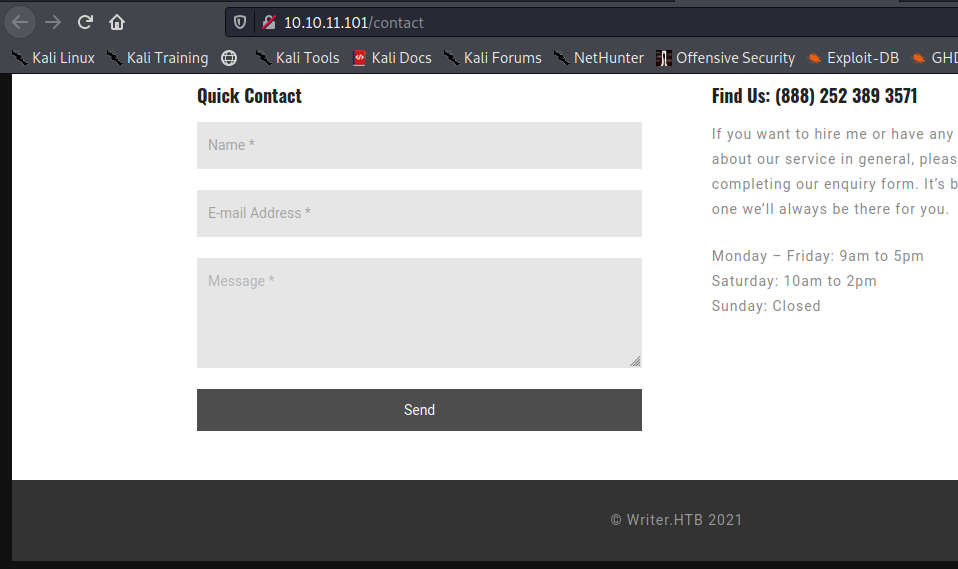 10.10.11.101/contact
Kali Linux Kali Training Kali Tools Kali Docs Kali Forums NetHunter Offensive Security Exploit-DB GHD
Quick Contact
Name *
E-mail Address *
Message *
Send
Find Us: (888) 252 389 3571
If you want to hire me or have any
about our service in general, pleas
completing our enquiry form. It’s b
one we’ll always be there for you.
Monday – Friday: 9am to 5pm
Saturday: 10am to 2pm
Sunday: Closed
© Writer.HTB 2021